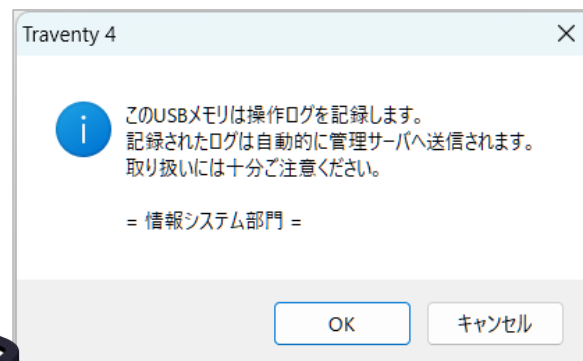 Traventy 4
このUSBメモリは操作ログを記録します。
記録されたログは自動的に管理サーバへ送信されます。
取り扱いには十分ご注意ください。
= 情報システム部門 =
OK
キャンセル